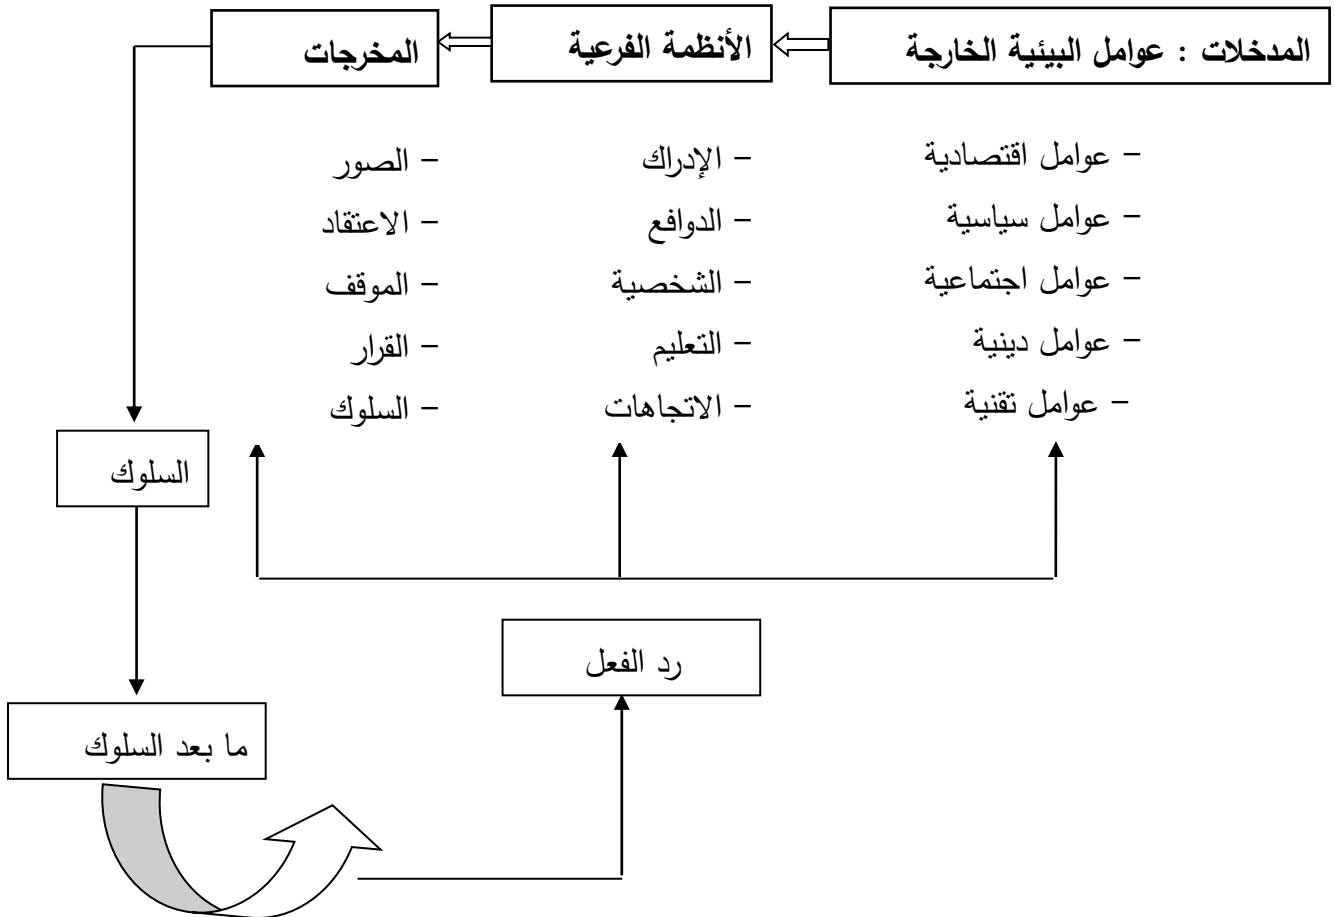 المدخلات : عوامل البيئية الخارجة
الأنظمة الفرعية
المخرجات
– عوامل اقتصادية
– عوامل سياسية
– عوامل اجتماعية
– عوامل دينية
– عوامل تقنية
– الإدراك
– الدوافع
– الشخصية
– التعليم
– الاتجاهات
– الصور
– الاعتقاد
– الموقف
– القرار
– السلوك
السلوك
رد الفعل
ما بعد السلوك